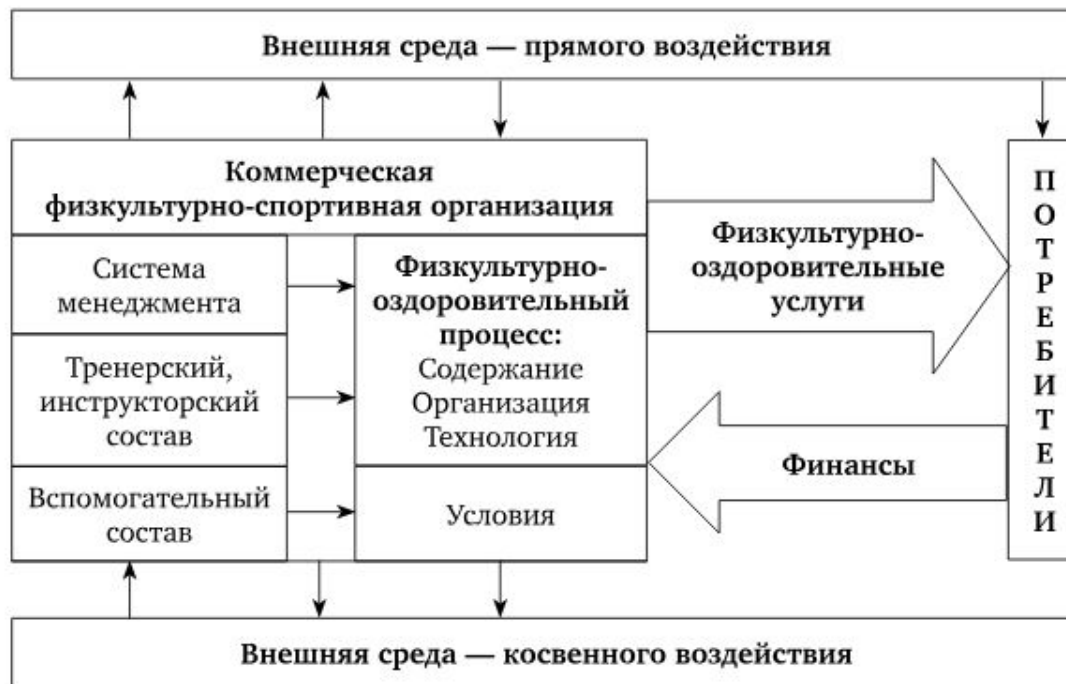 Внешняя среда — прямого воздействия
Коммерческая
физкультурно-спортивная организация
Система
менеджмента
Тренерский,
инструкторский
состав
Вспомогательный
состав
Физкультурно-
оздоровительный
процесс:
Содержание
Организация
Технология
Условия
Физкультурно-
оздоровительные
услуги
Финансы
ПОТРЕБИТЕЛИ
Внешняя среда — косвенного воздействия